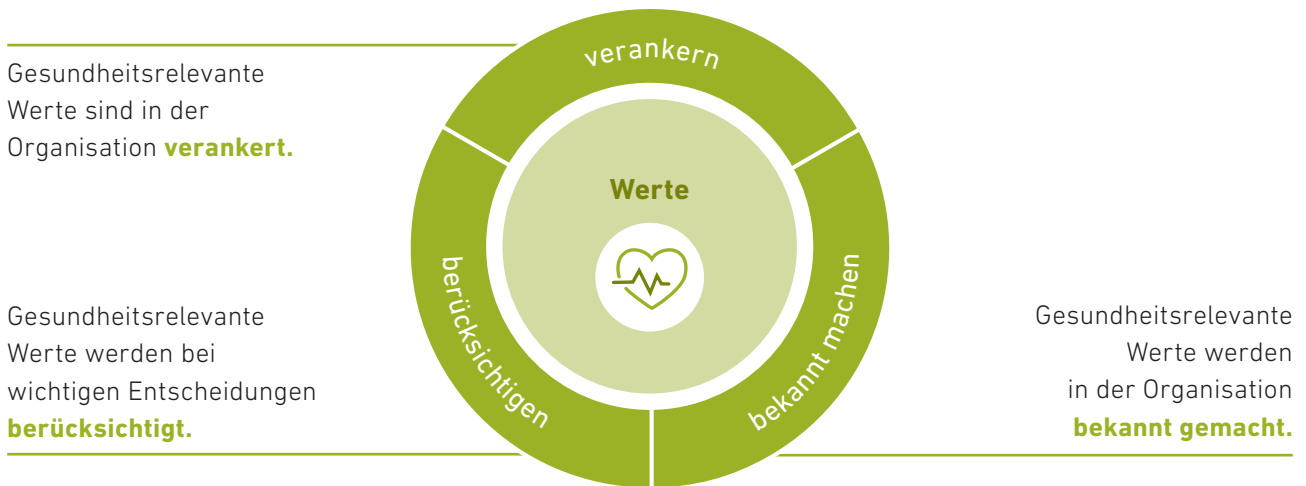 Gesundheitsrelevante
Werte sind in der
Organisation verankert.
verankern
Werte
berücksichtigen
bekannt machen
Gesundheitsrelevante
Werte werden bei
wichtigen Entscheidungen
berücksichtigt.
Gesundheitsrelevante
Werte werden
in der Organisation
bekannt gemacht.